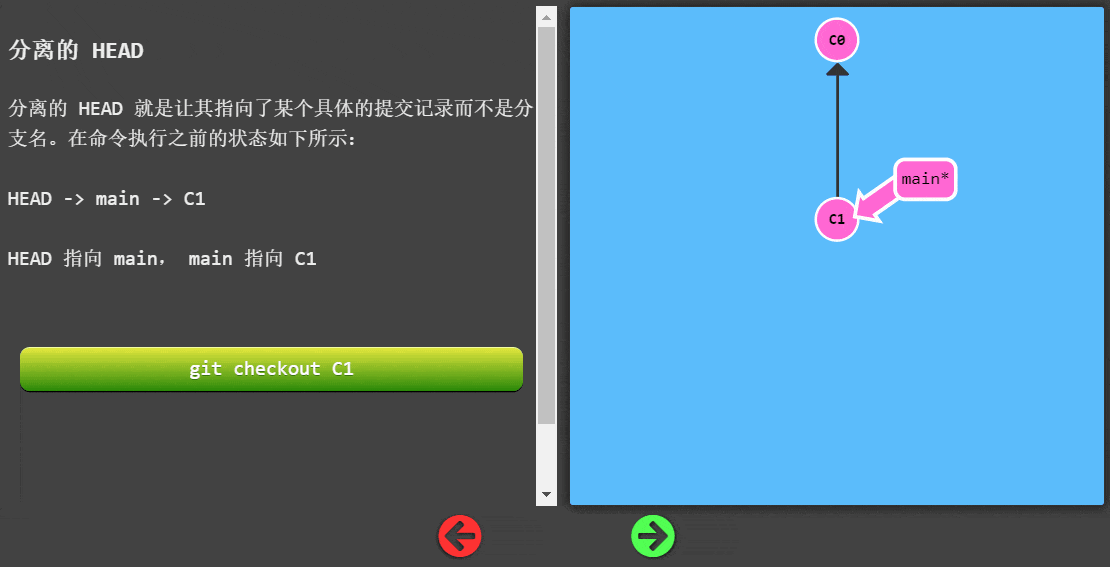 分离的 HEAD
分离的 HEAD 就是让其指向了某个具体的提交记录而不是分
支名。在命令执行之前的状态如下所示：
HEAD -> main -> C1
HEAD 指向 main， main 指向 C1
git checkout C1
C0
main*
C1